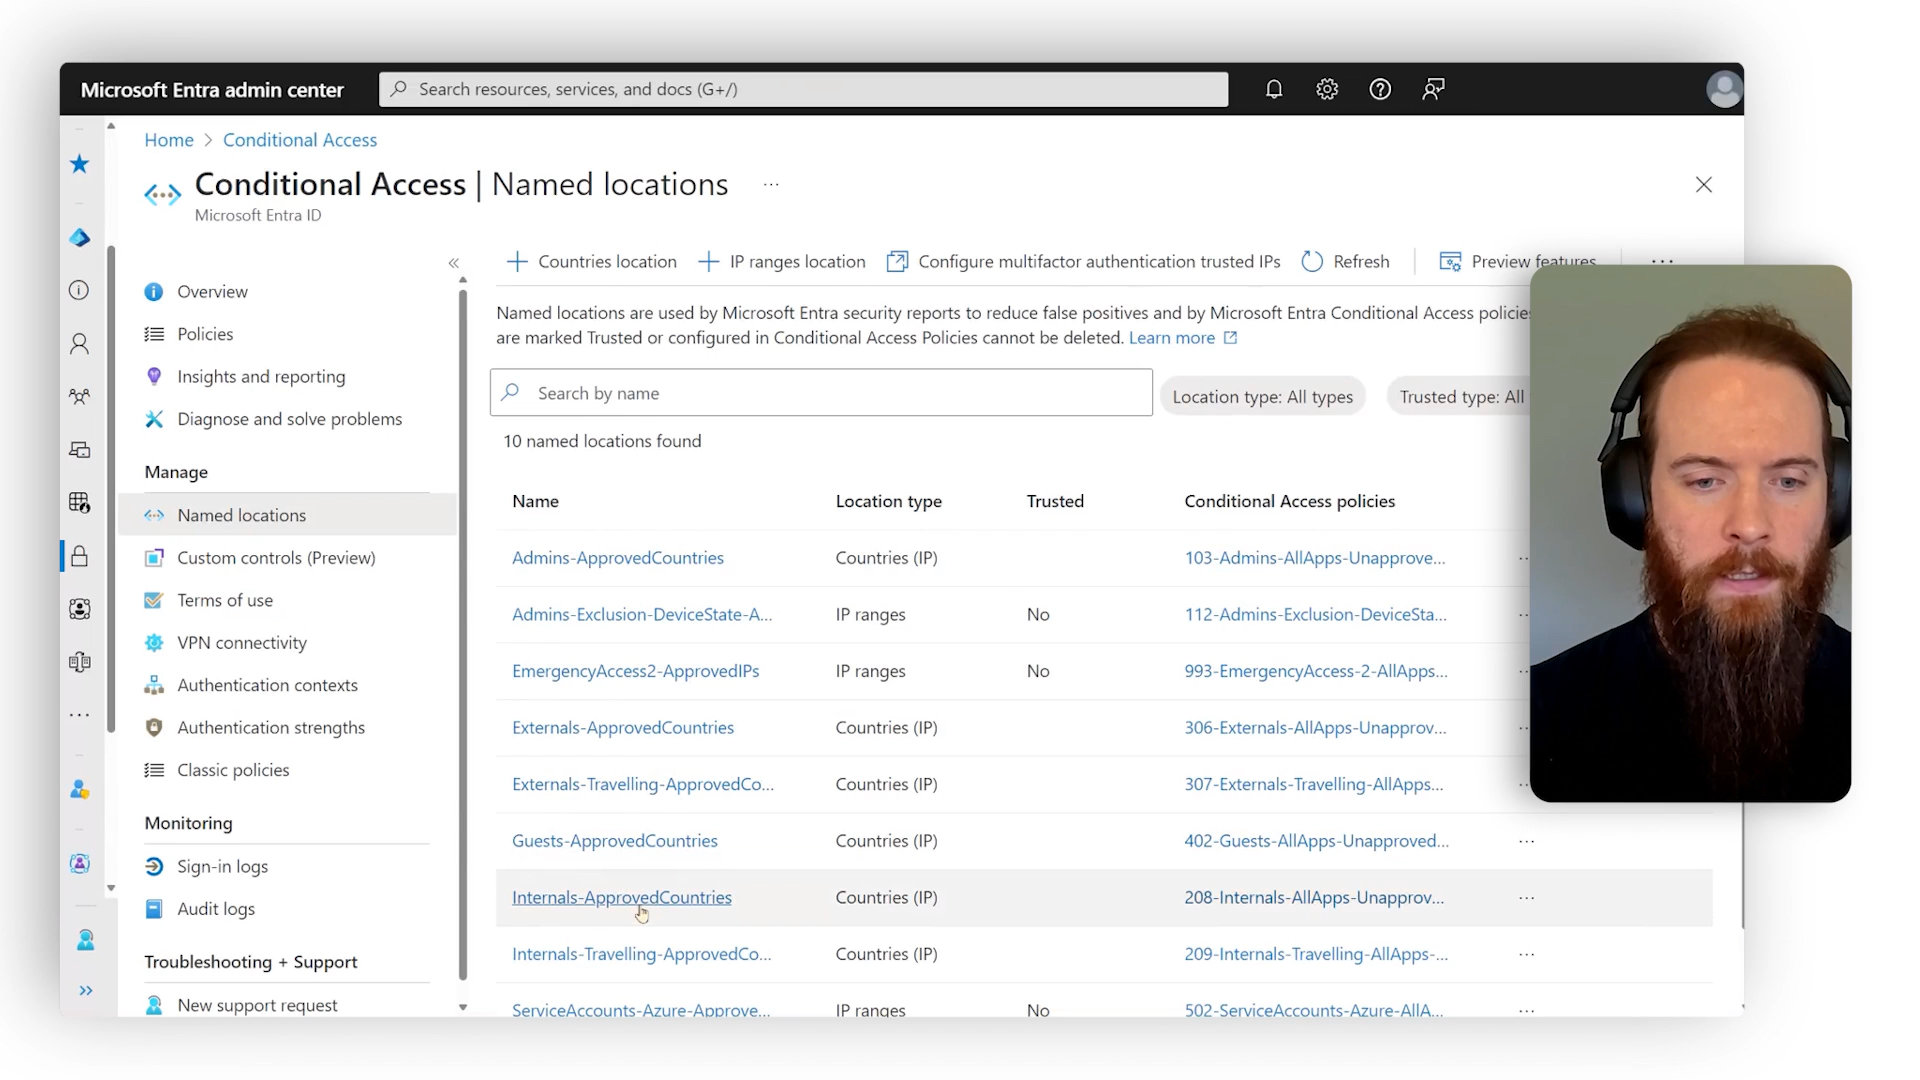 Microsoft Entra admin center
Search resources, services, and docs (G+/)
Home > Conditional Access
Conditional Access | Named locations ...
Microsoft Entra ID
Overview
Policies
Insights and reporting
Diagnose and solve problems
Manage
Named locations
Custom controls (Preview)
Terms of use
VPN connectivity
Authentication contexts
Authentication strengths
Classic policies
Monitoring
Sign-in logs
Audit logs
Troubleshooting + Support
New support request
+ Countries location + IP ranges location Configure multifactor authentication trusted IPs Refresh Preview features ...
Named locations are used by Microsoft Entra security reports to reduce false positives and by Microsoft Entra Conditional Access policies
are marked Trusted or configured in Conditional Access Policies cannot be deleted. Learn more
Search by name
Location type: All types
Trusted type: All
10 named locations found
Name Location type Trusted Conditional Access policies
Admins-ApprovedCountries Countries (IP) 103-Admins-AllApps-Unapprove...
Admins-Exclusion-DeviceState-A... IP ranges No 112-Admins-Exclusion-DeviceSta...
EmergencyAccess2-ApprovedIPs IP ranges No 993-EmergencyAccess-2-AllApps...
Externals-ApprovedCountries Countries (IP) 306-Externals-AllApps-Unapprov...
Externals-Travelling-ApprovedCo... Countries (IP) 307-Externals-Travelling-AllApps...
Guests-ApprovedCountries Countries (IP) 402-Guests-AllApps-Unapproved... ...
Internals-ApprovedCountries Countries (IP) 208-Internals-AllApps-Unapprov... ...
Internals-Travelling-ApprovedCo... Countries (IP) 209-Internals-Travelling-AllApps-... ...
ServiceAccounts-Azure-Approve... IP ranges No 502-ServiceAccounts-Azure-AllA... ...